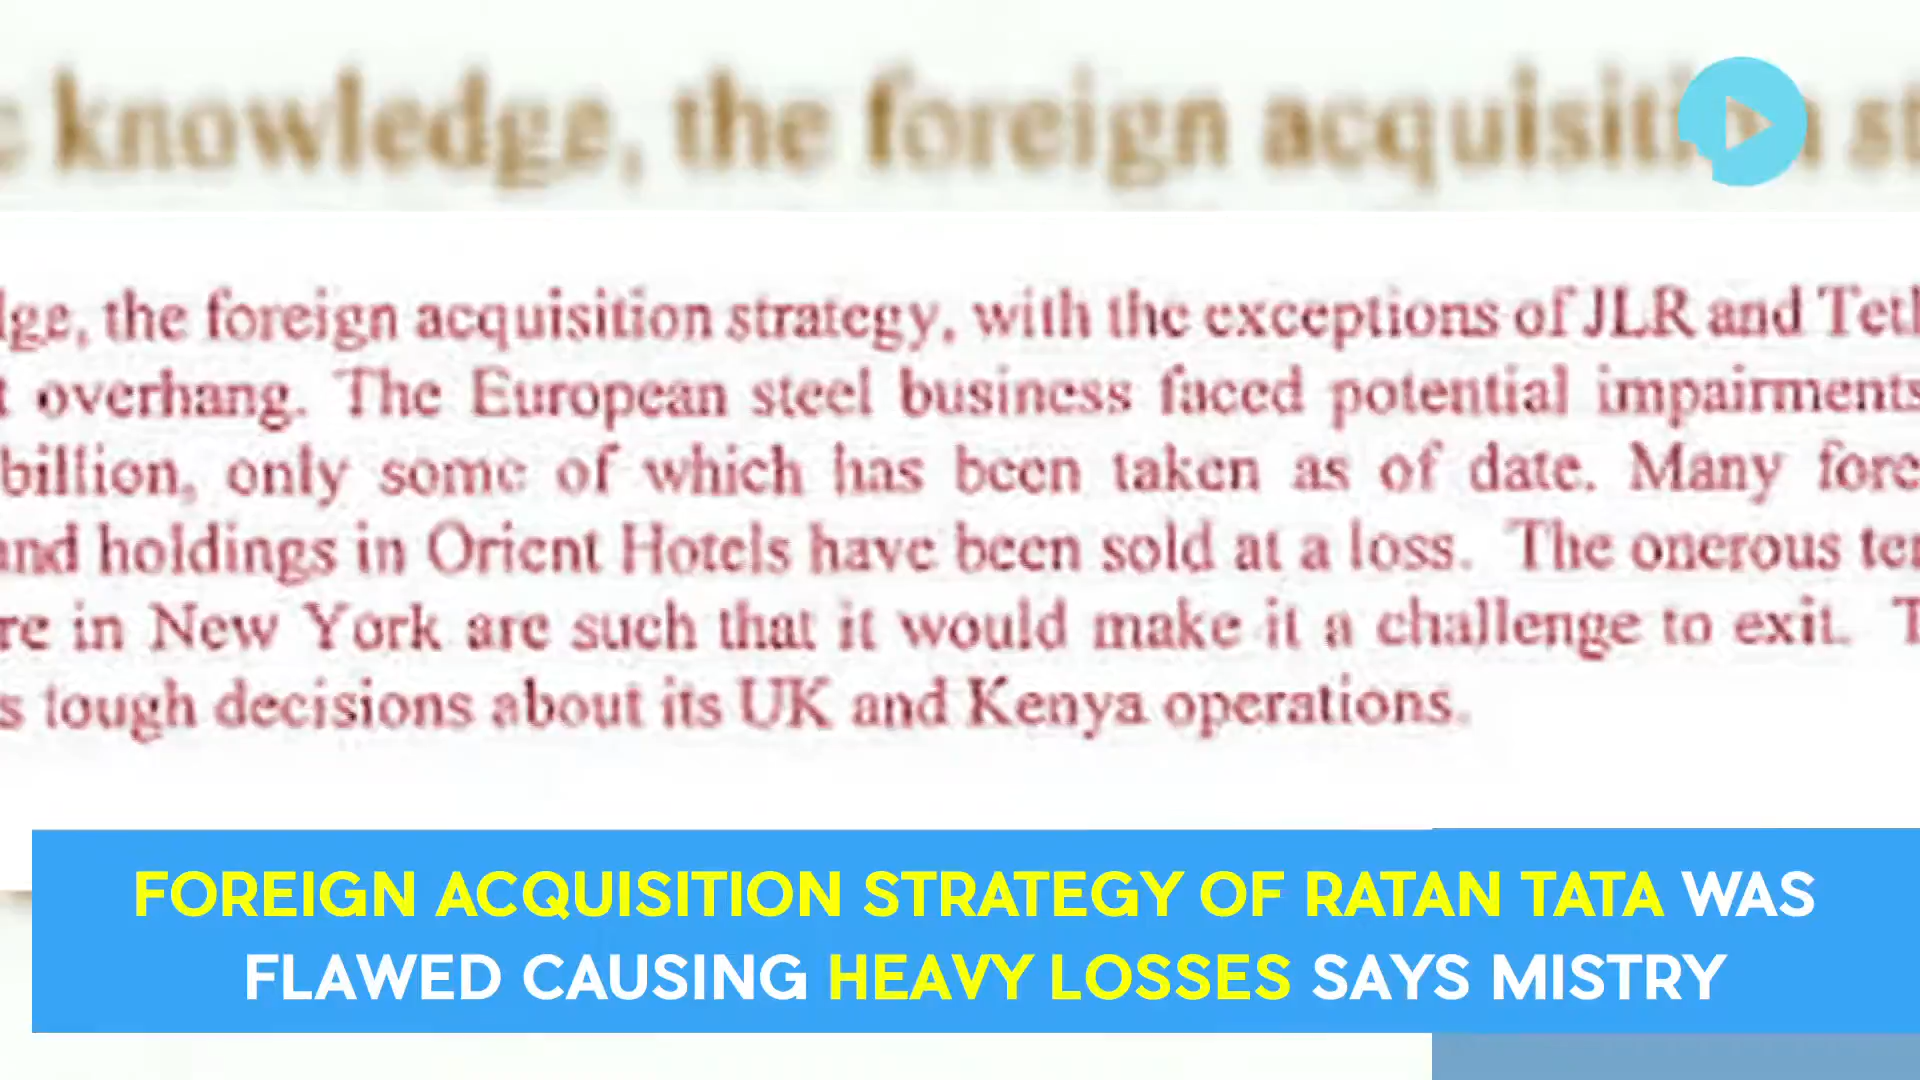 knowledge, the foreign acquisition st
lge, the foreign acquisition strategy, with the exceptions of JLR and Tetl
t overhang. The European steel business faced potential impairments
billion, only some of which has been taken as of date. Many fore
and holdings in Orient Hotels have been sold at a loss. The onerous ter
re in New York are such that it would make it a challenge to exit. T
s tough decisions about its UK and Kenya operations.
FOREIGN ACQUISITION STRATEGY OF RATAN TATA WAS
FLAWED CAUSING HEAVY LOSSES SAYS MISTRY